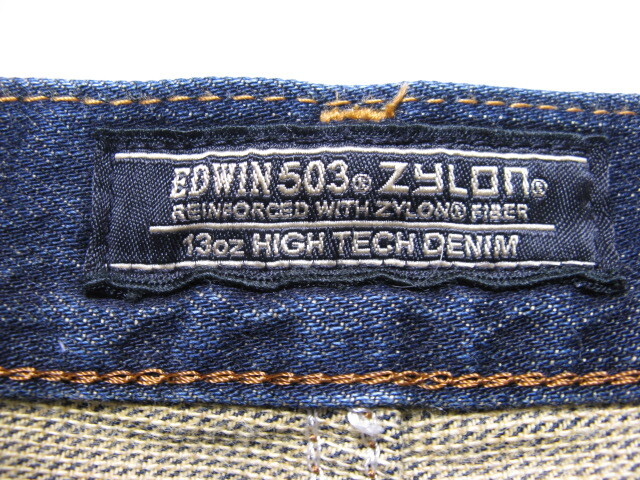 EDWIN 503® ZYLON®
REINFORCED WITH ZYLON® FIBER
13oz HIGH TECH DENIM